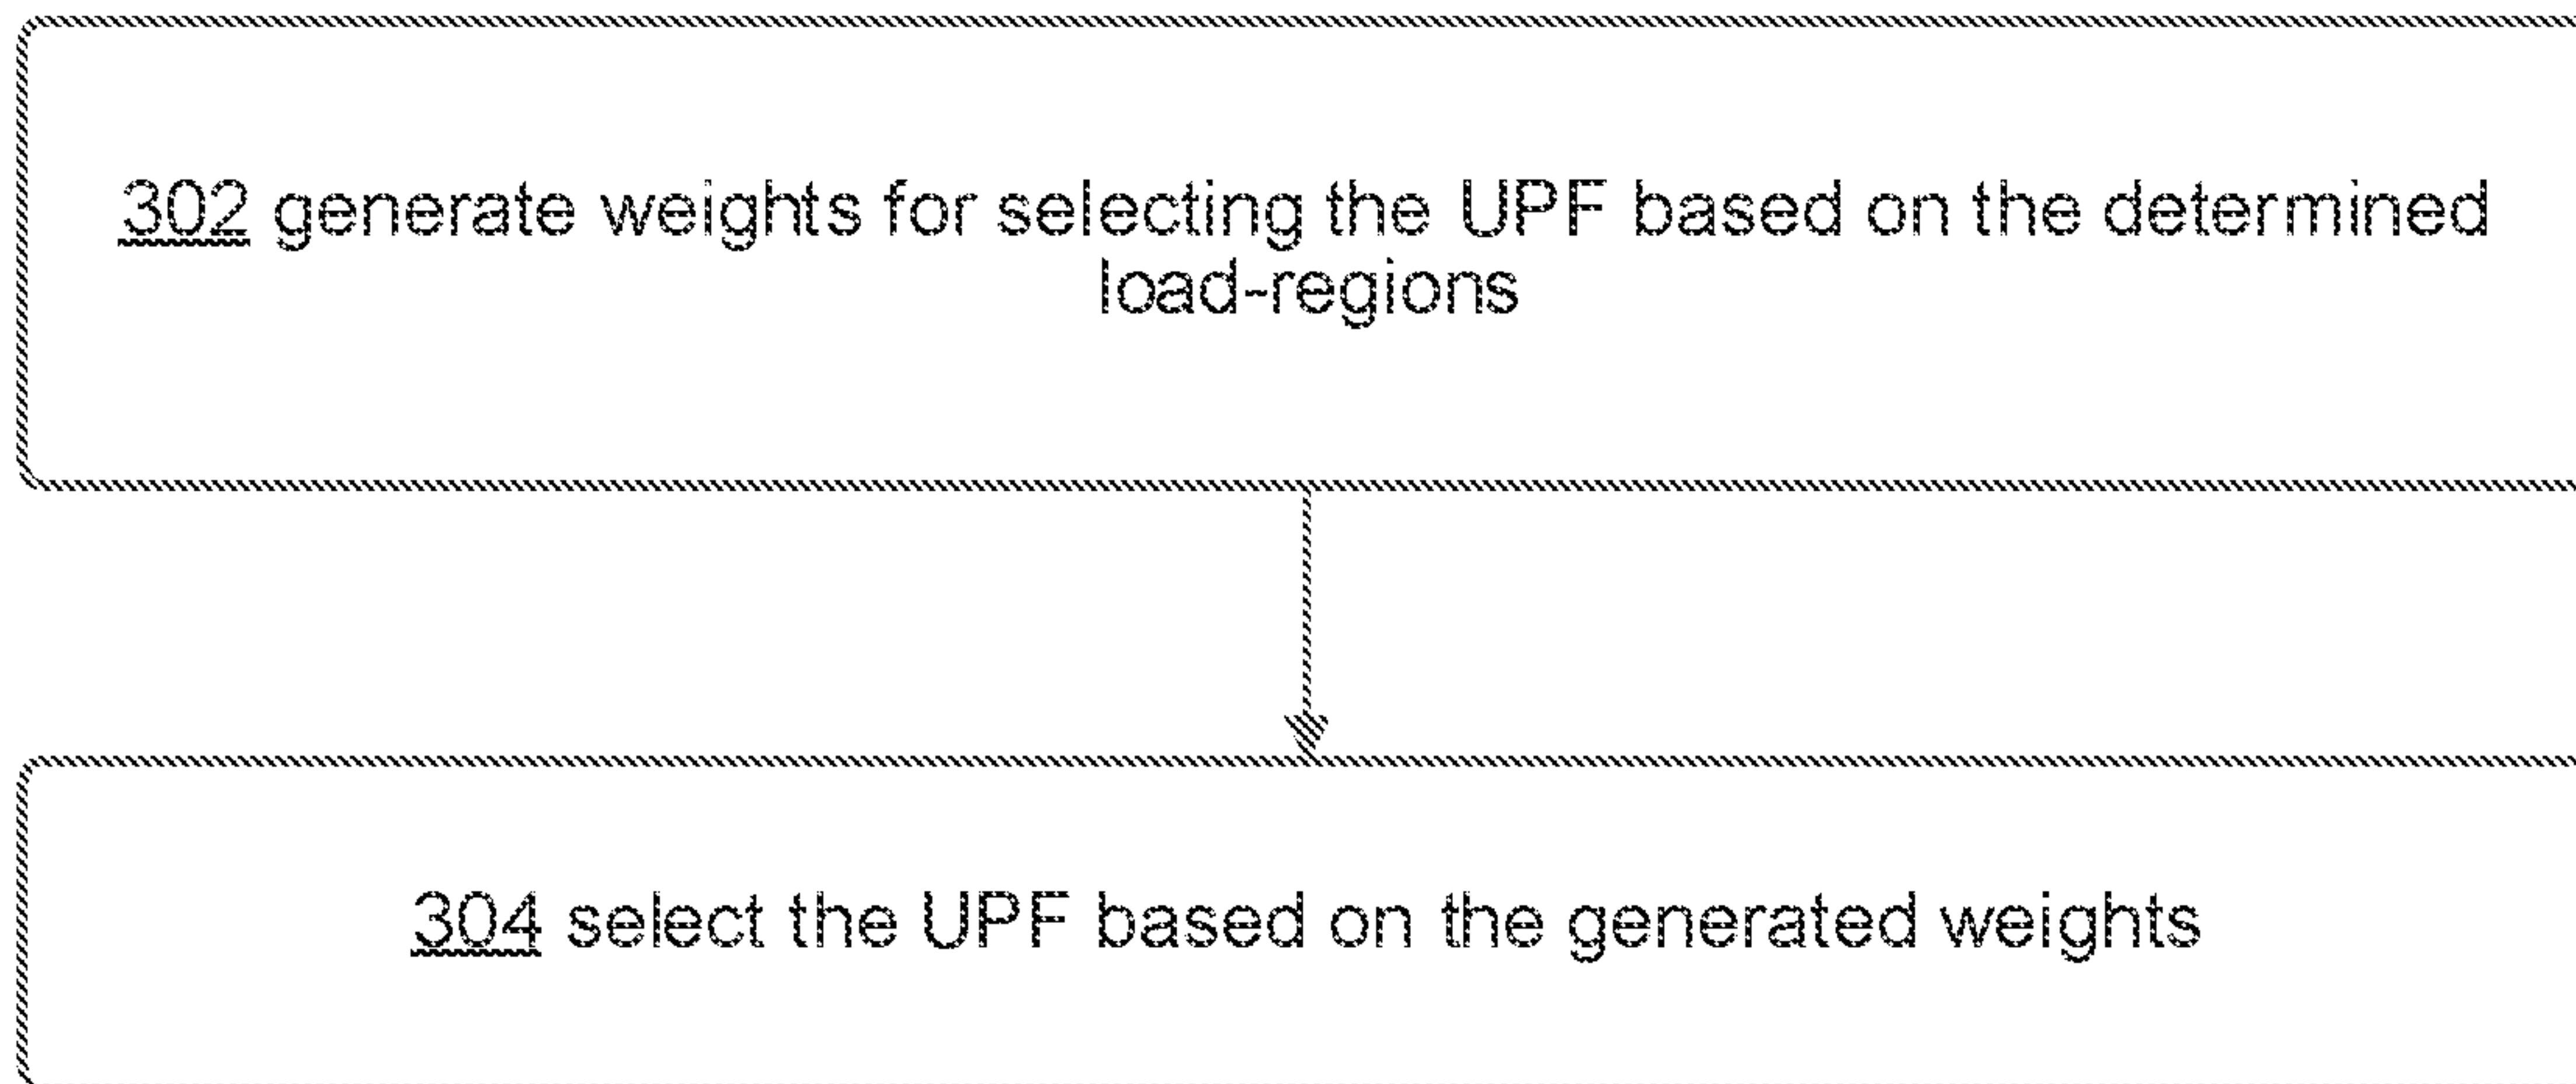 302 generate weights for selecting the UPF based on the determined
load-regions
304 select the UPF based on the generated weights